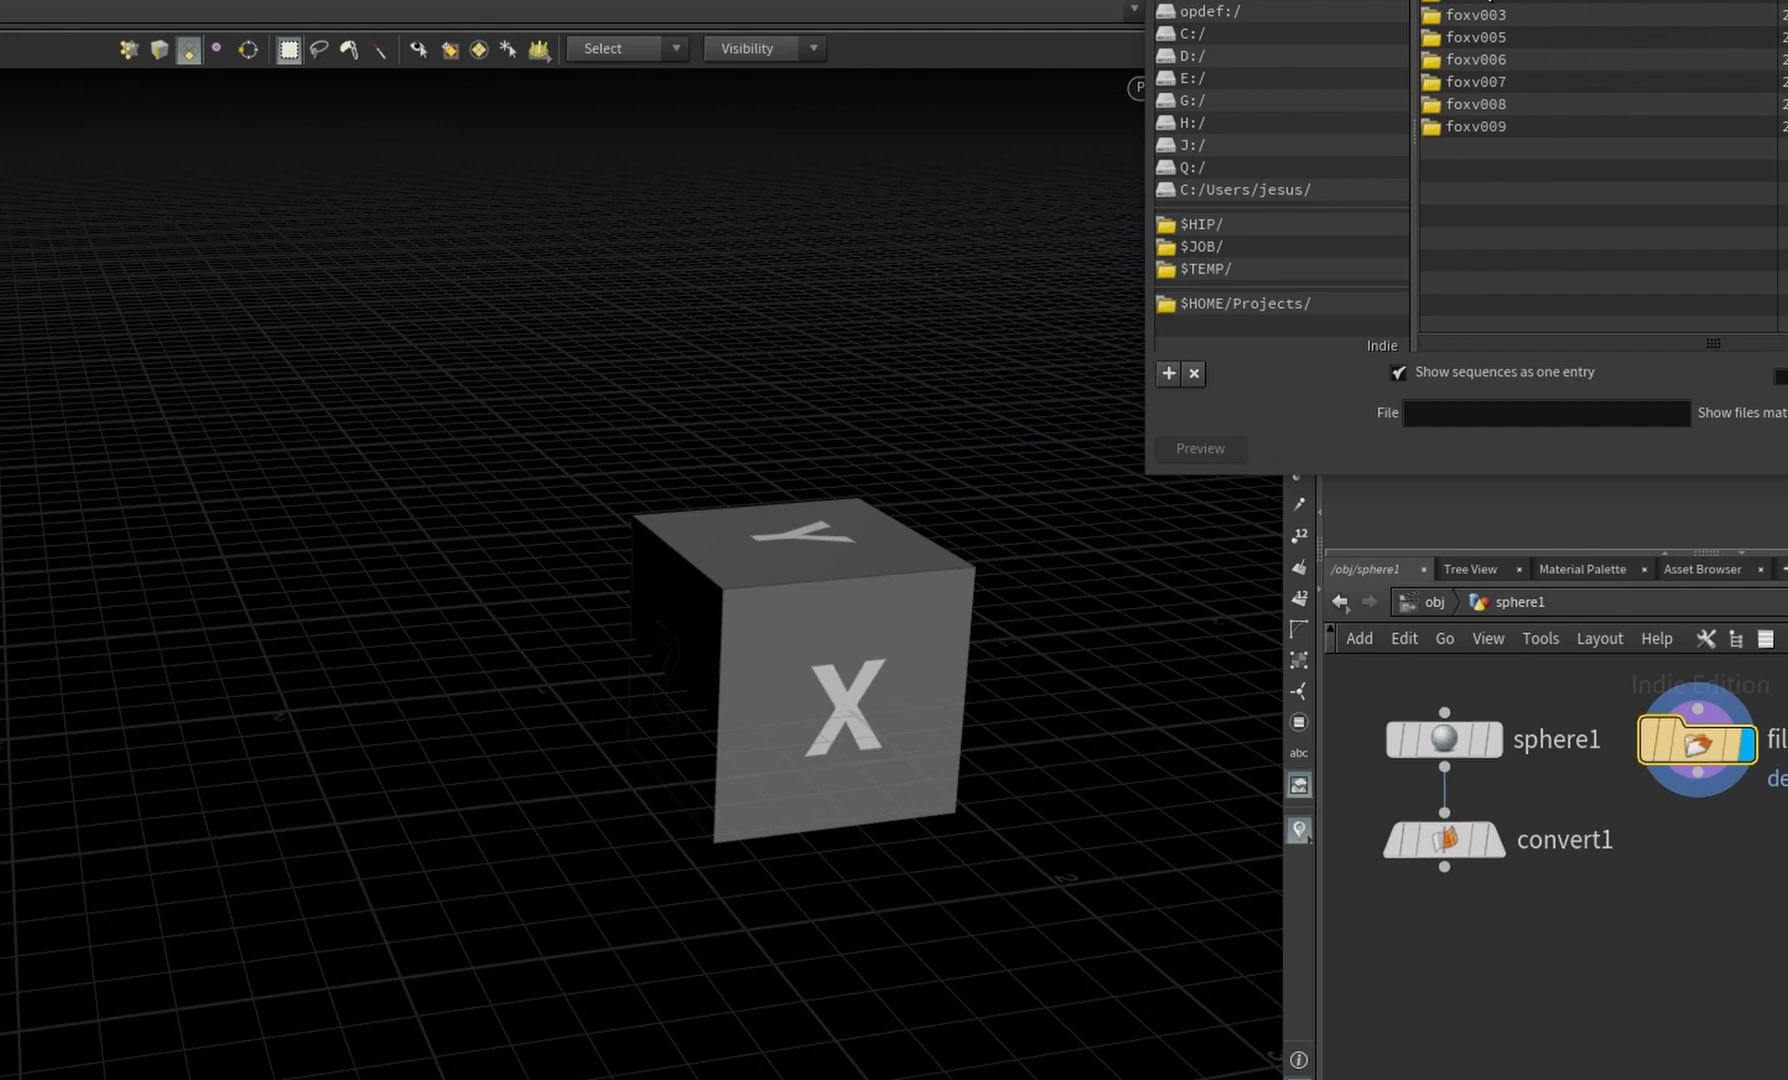 opdef:/
C:/
D:/
E:/
G:/
H:/
J:/
Q:/
C:/Users/jesus/
$HIP/
$JOB/
$TEMP/
$HOME/Projects/
foxv003
foxv005
foxv006
foxv007
foxv008
foxv009
Indie
Show sequences as one entry
File
Show files mat
Preview
Select
Visibility
P
Y
X
12
12
abc
/obj/sphere1
Tree View
Material Palette
Asset Browser
obj
sphere1
Add
Edit
Go
View
Tools
Layout
Help
Indie Edition
sphere1
fil
de
convert1